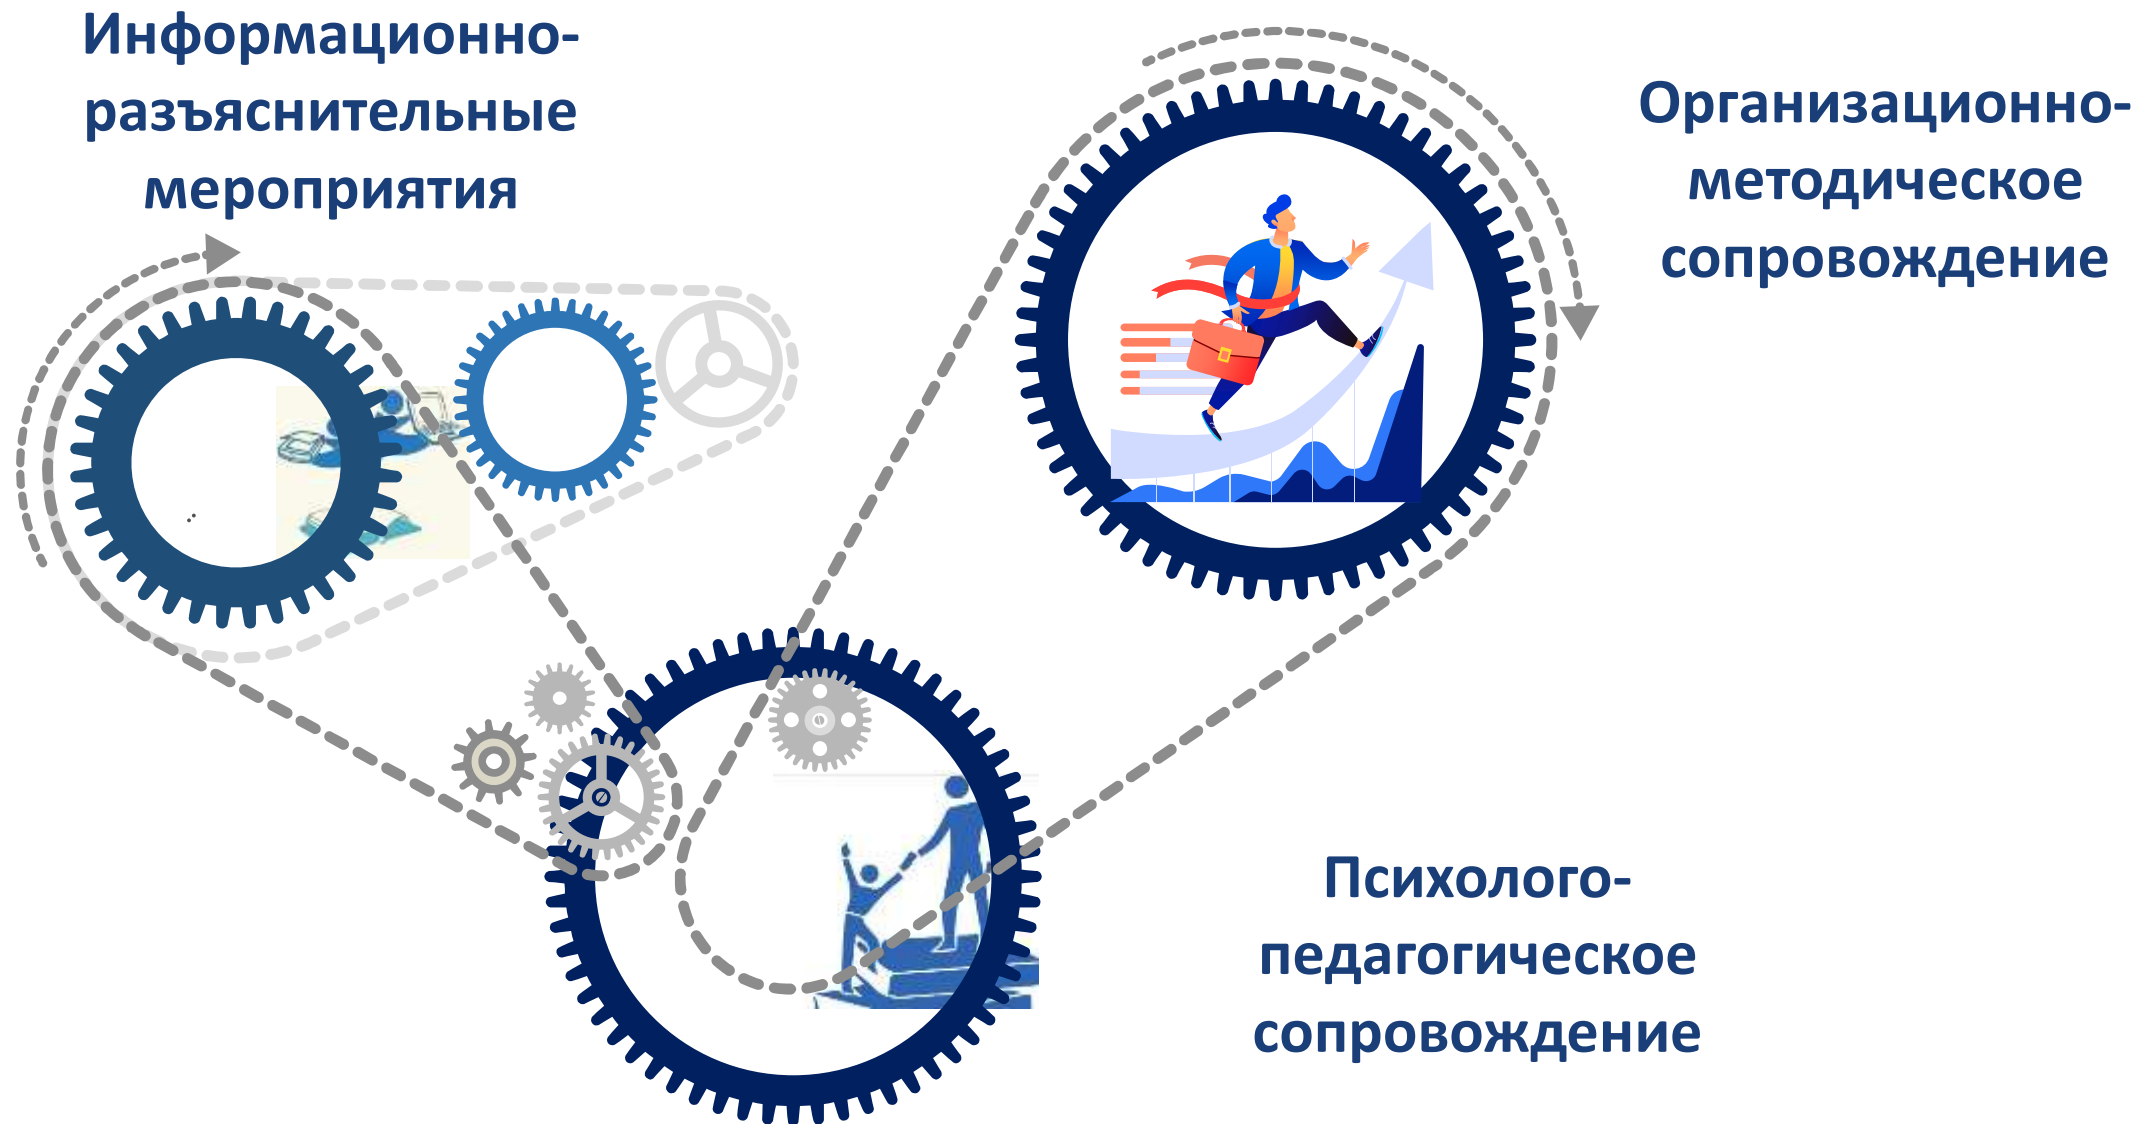 Информационно-
разъяснительные
мероприятия
Организационно-
методическое
сопровождение
Психолого-
педагогическое
сопровождение